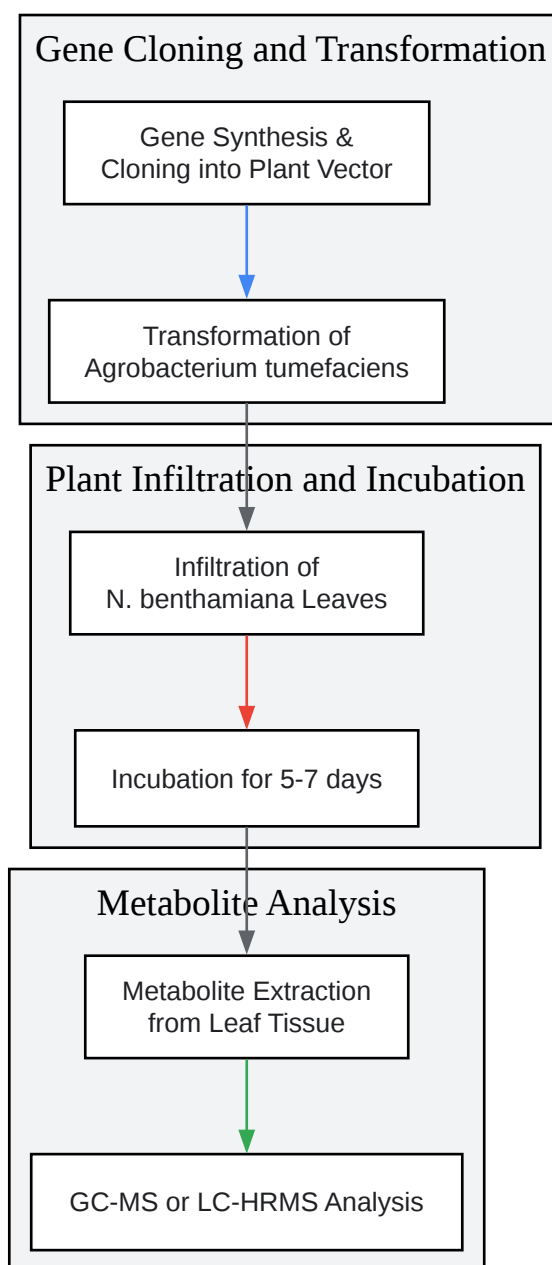 Gene Cloning and Transformation
Gene Synthesis &
Cloning into Plant Vector
Transformation of
Agrobacterium tumefaciens
Plant Infiltration and Incubation
Infiltration of
N. benthamiana Leaves
Incubation for 5-7 days
Metabolite Analysis
Metabolite Extraction
from Leaf Tissue
GC-MS or LC-HRMS Analysis